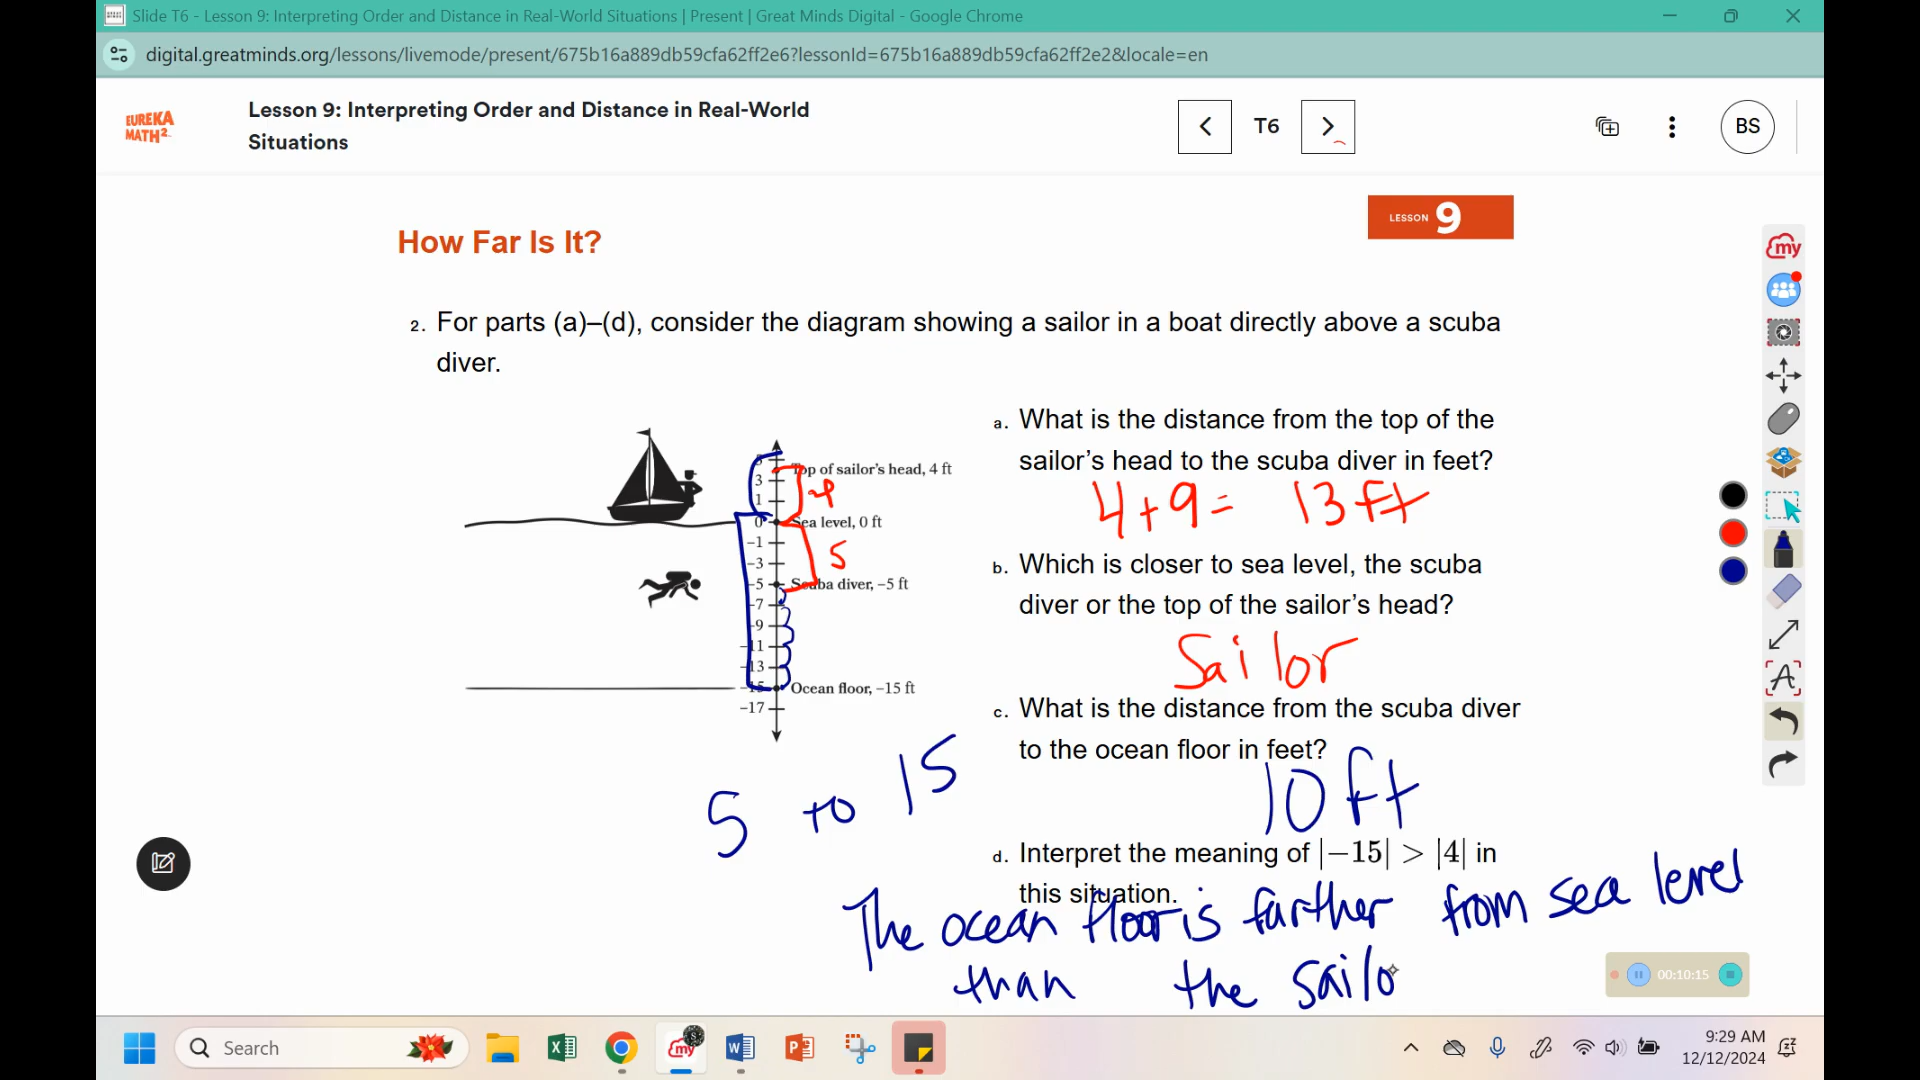 Slide T6 - Lesson 9: Interpreting Order and Distance in Real-World Situations | Present | Great Minds Digital - Google Chrome
digital.greatminds.org/lessons/livemode/present/675b16a889db59cfa62ff2e6?lessonId=675b16a889db59cfa62ff2e2&locale=en
EUREKA
MATH²
Lesson 9: Interpreting Order and Distance in Real-World
Situations
T6
BS
LESSON 9
How Far Is It?
2. For parts (a)–(d), consider the diagram showing a sailor in a boat directly above a scuba
diver.
Top of sailor's head, 4 ft
3
1
0
Sea level, 0 ft
-1
-3
-5
Scuba diver, −5 ft
-7
-9
-11
-13
-15
Ocean floor, −15 ft
-17
4
5
5 to 15
a. What is the distance from the top of the
sailor's head to the scuba diver in feet?
4+9= 13ft
b. Which is closer to sea level, the scuba
diver or the top of the sailor's head?
Sailor
c. What is the distance from the scuba diver
to the ocean floor in feet?
10ft
d. Interpret the meaning of |−15| > |4| in
this situation.
The ocean floor is farther from sea level
than the sailo
my
A
00:10:15
Search
my
9:29 AM
12/12/2024